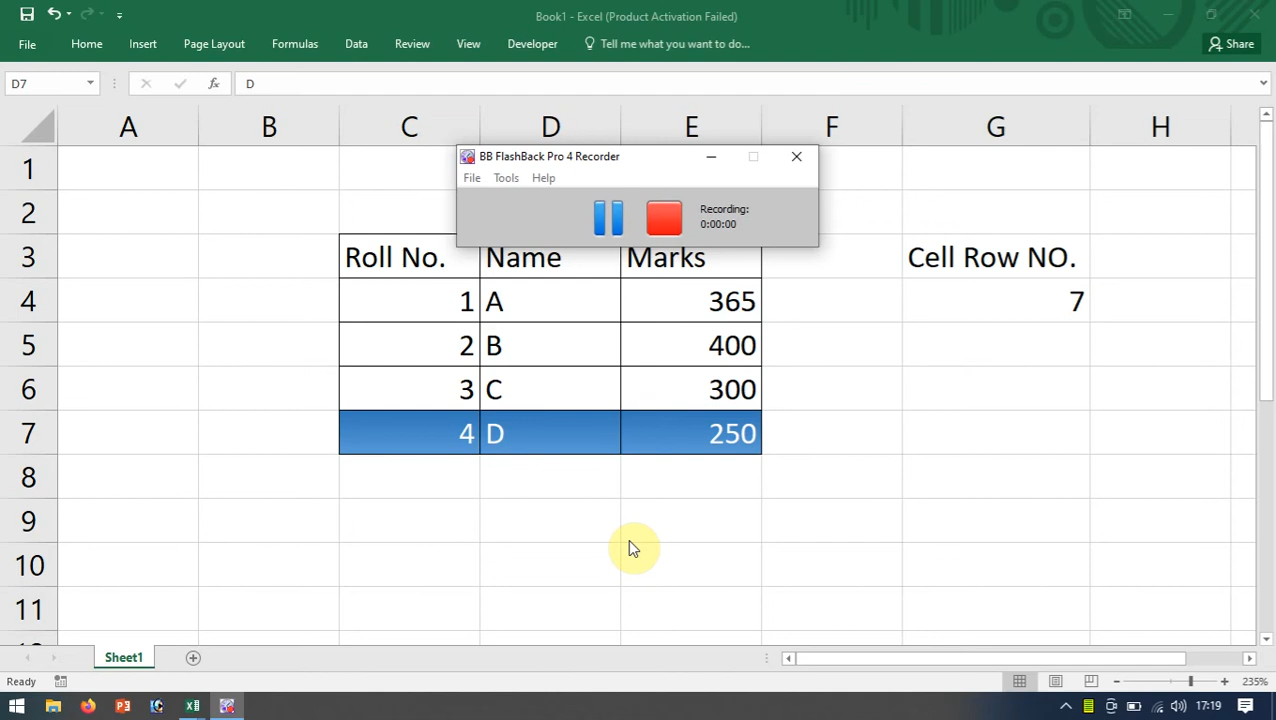 Book1 - Excel (Product Activation Failed)
File Home Insert Page Layout Formulas Data Review View Developer Tell me what you want to do... Share
D7 fx D
A B C D E F G H
BB FlashBack Pro 4 Recorder
File Tools Help
Recording:
0:00:00
1
2
3 Roll No. Name Marks Cell Row NO.
4 1 A 365 7
5 2 B 400
6 3 C 300
7 4 D 250
8
9
10
11
Sheet1
Ready 235%
17:19